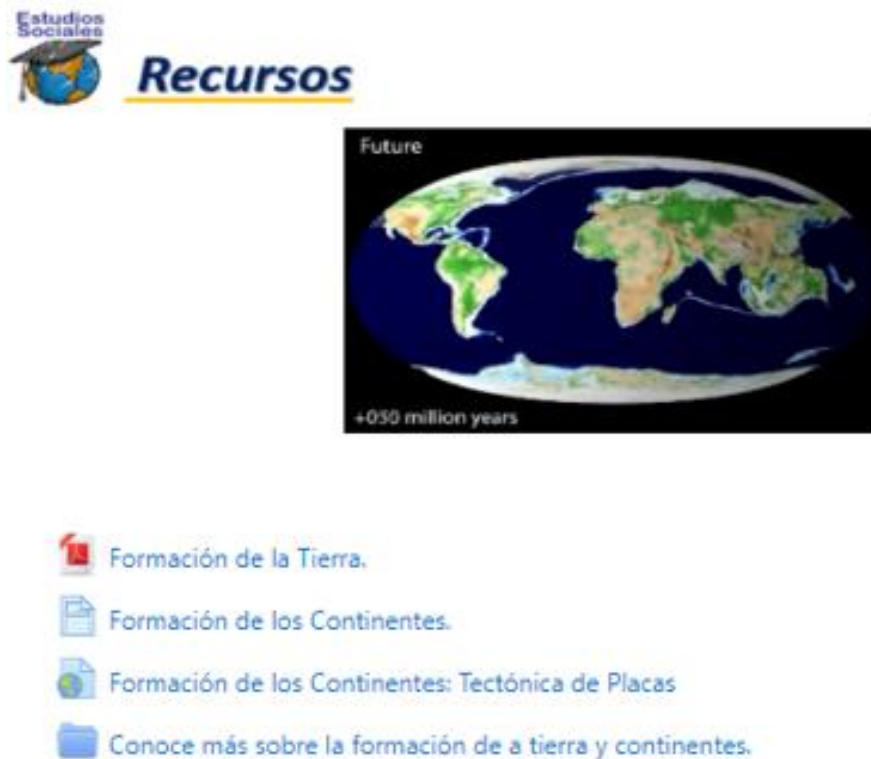 Estudios
Sociales
Recursos
Future
+050 million years
Formación de la Tierra.
Formación de los Continentes.
Formación de los Continentes: Tectónica de Placas
Conoce más sobre la formación de a tierra y continentes.